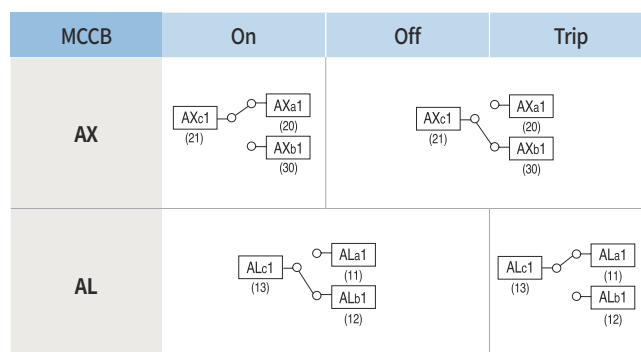 MCCB On Off Trip
AX
AXc1
(21)
AXa1
(20)
AXb1
(30)
AXc1
(21)
AXa1
(20)
AXb1
(30)
AL
ALc1
(13)
ALa1
(11)
ALb1
(12)
ALc1
(13)
ALa1
(11)
ALb1
(12)